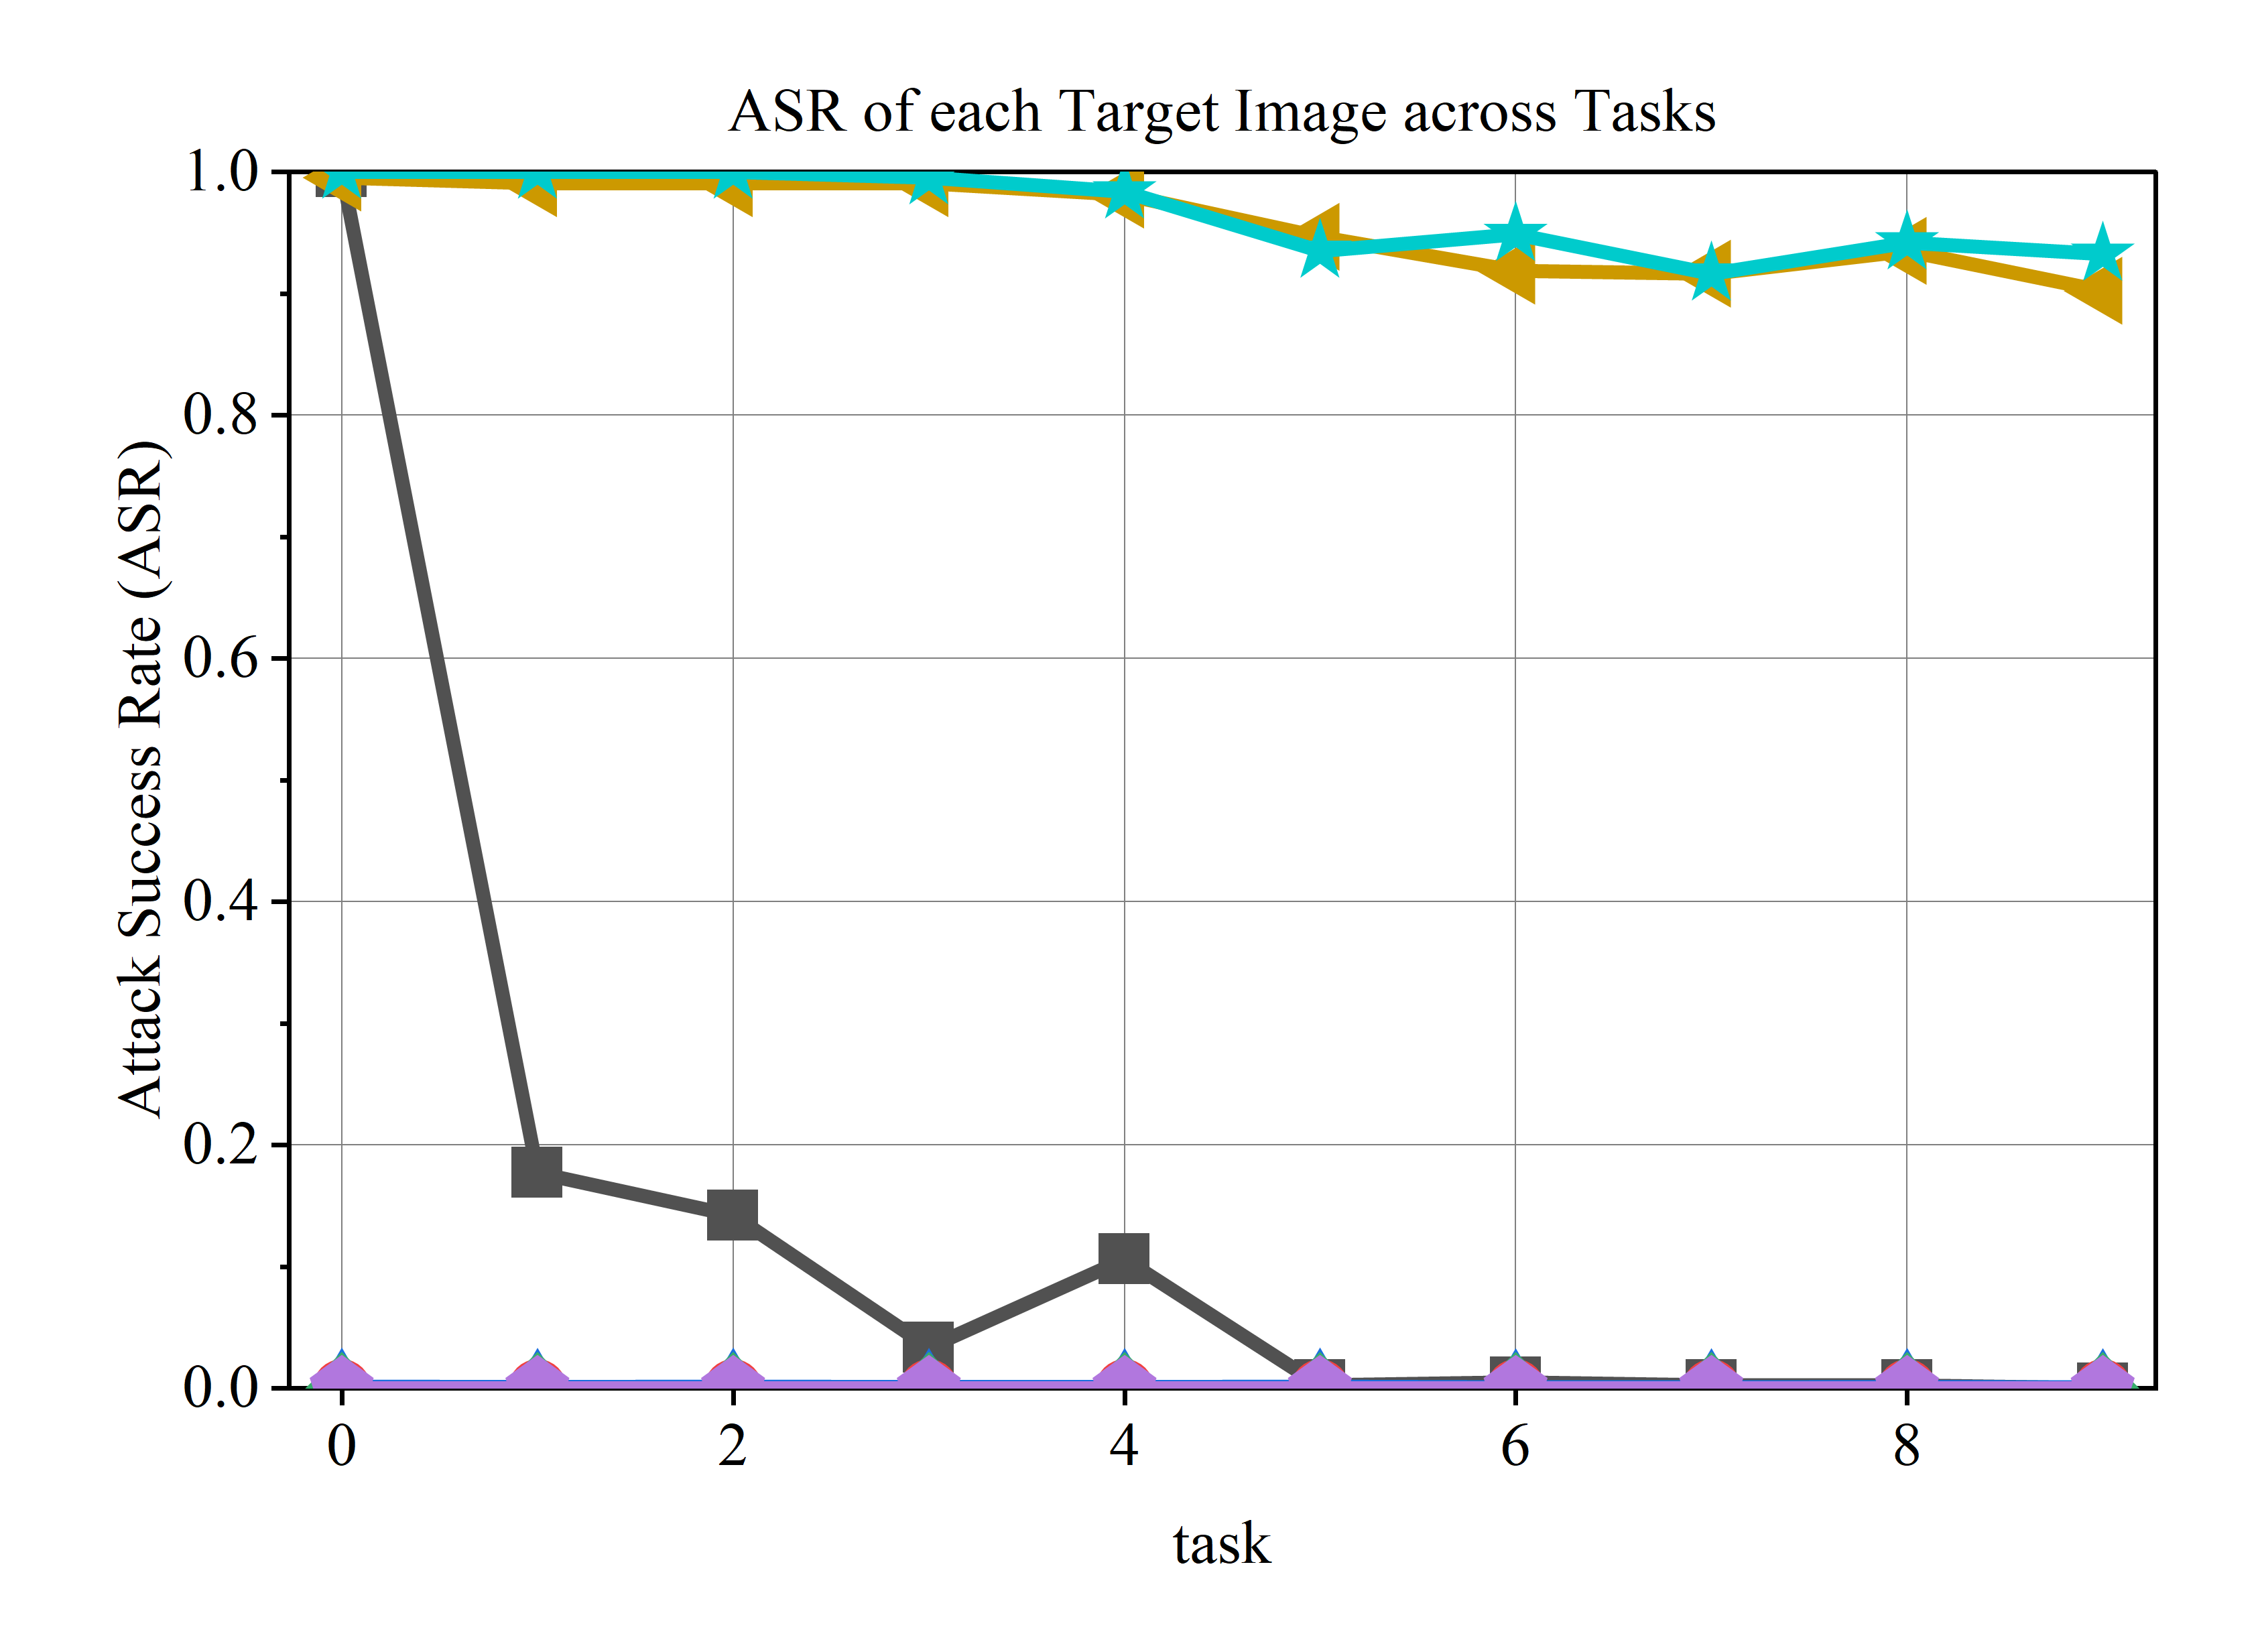 ASR of each Target Image across Tasks
Attack Success Rate (ASR)
1.0
0.8
0.6
0.4
0.2
0.0
0 2 4 6 8
task